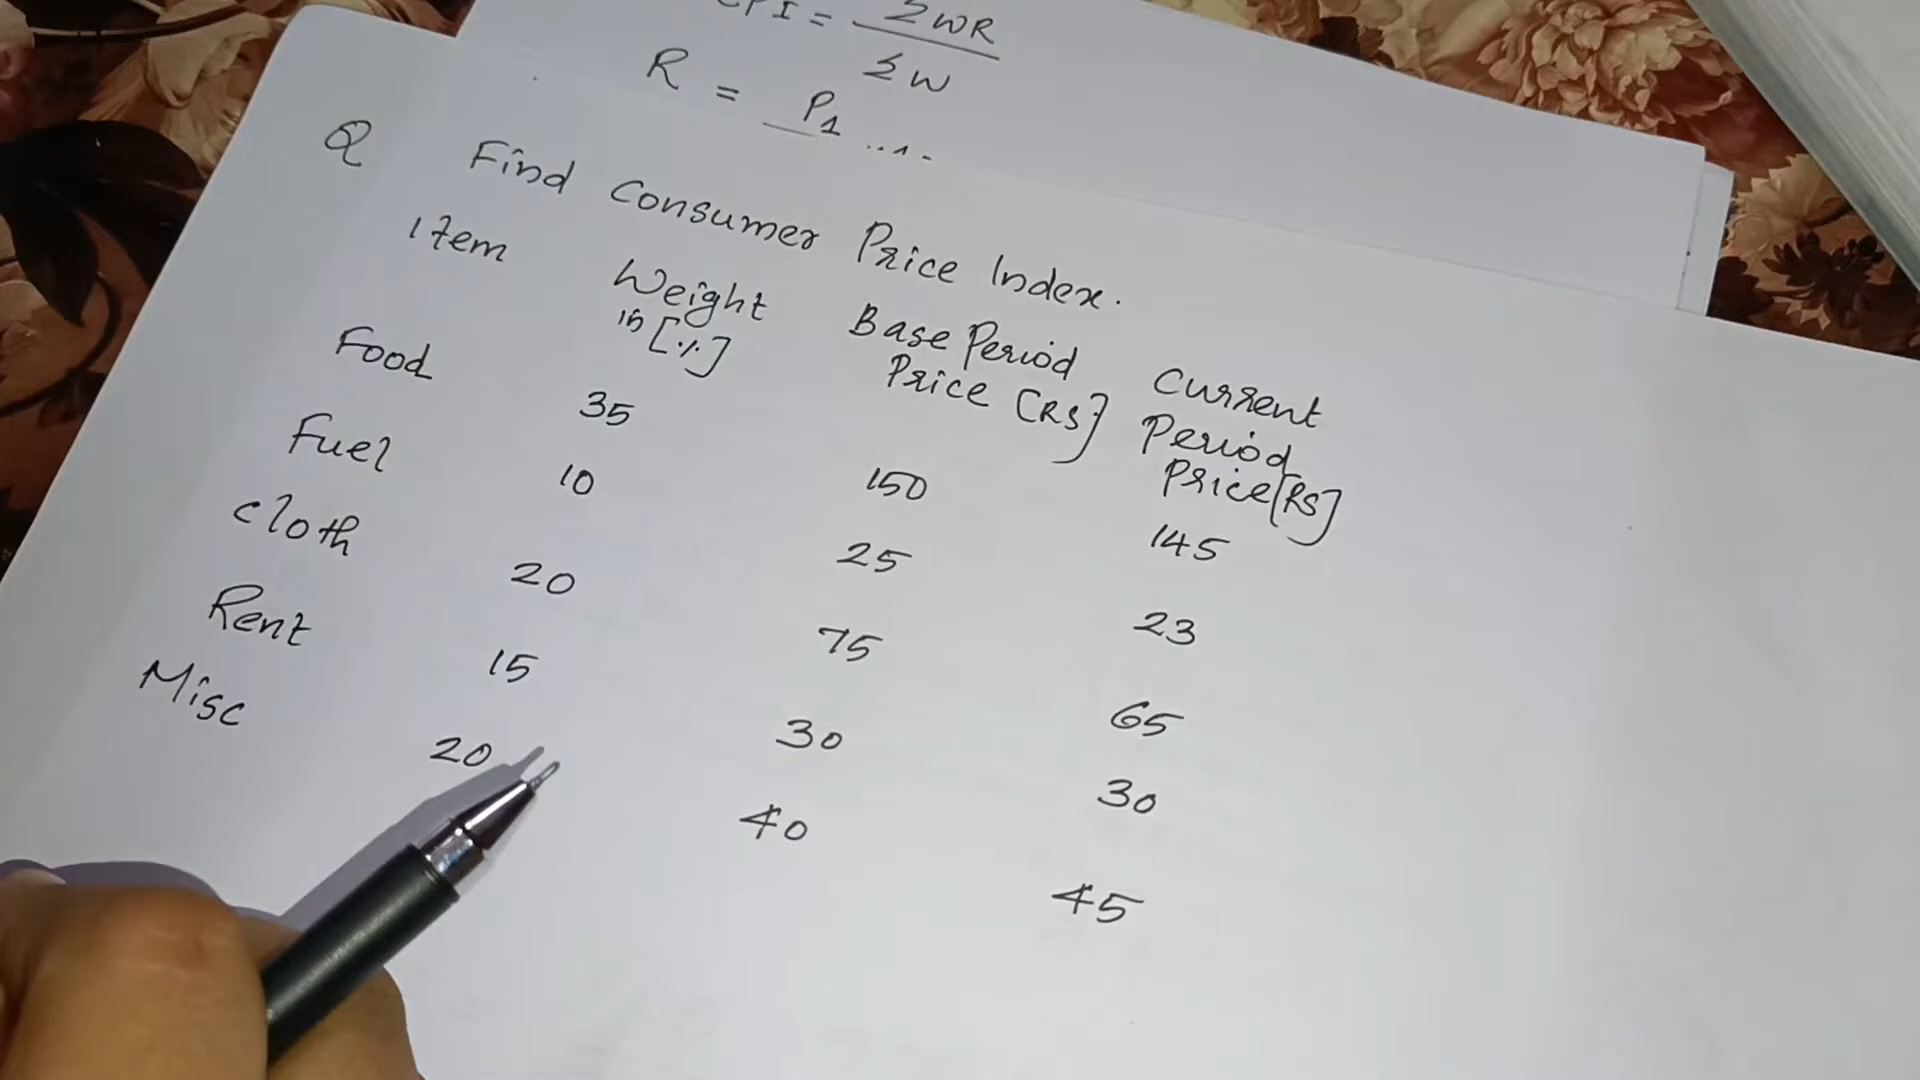 CPI = ΣWR
ΣW
R = P1 ....
Q Find Consumer Price Index.
Item Weight in [%] Base Period Price [RS] Current Period Price [RS]
Food 35 150 145
Fuel 10 25 23
Cloth 20 75 65
Rent 15 30 30
Misc 20 40 45